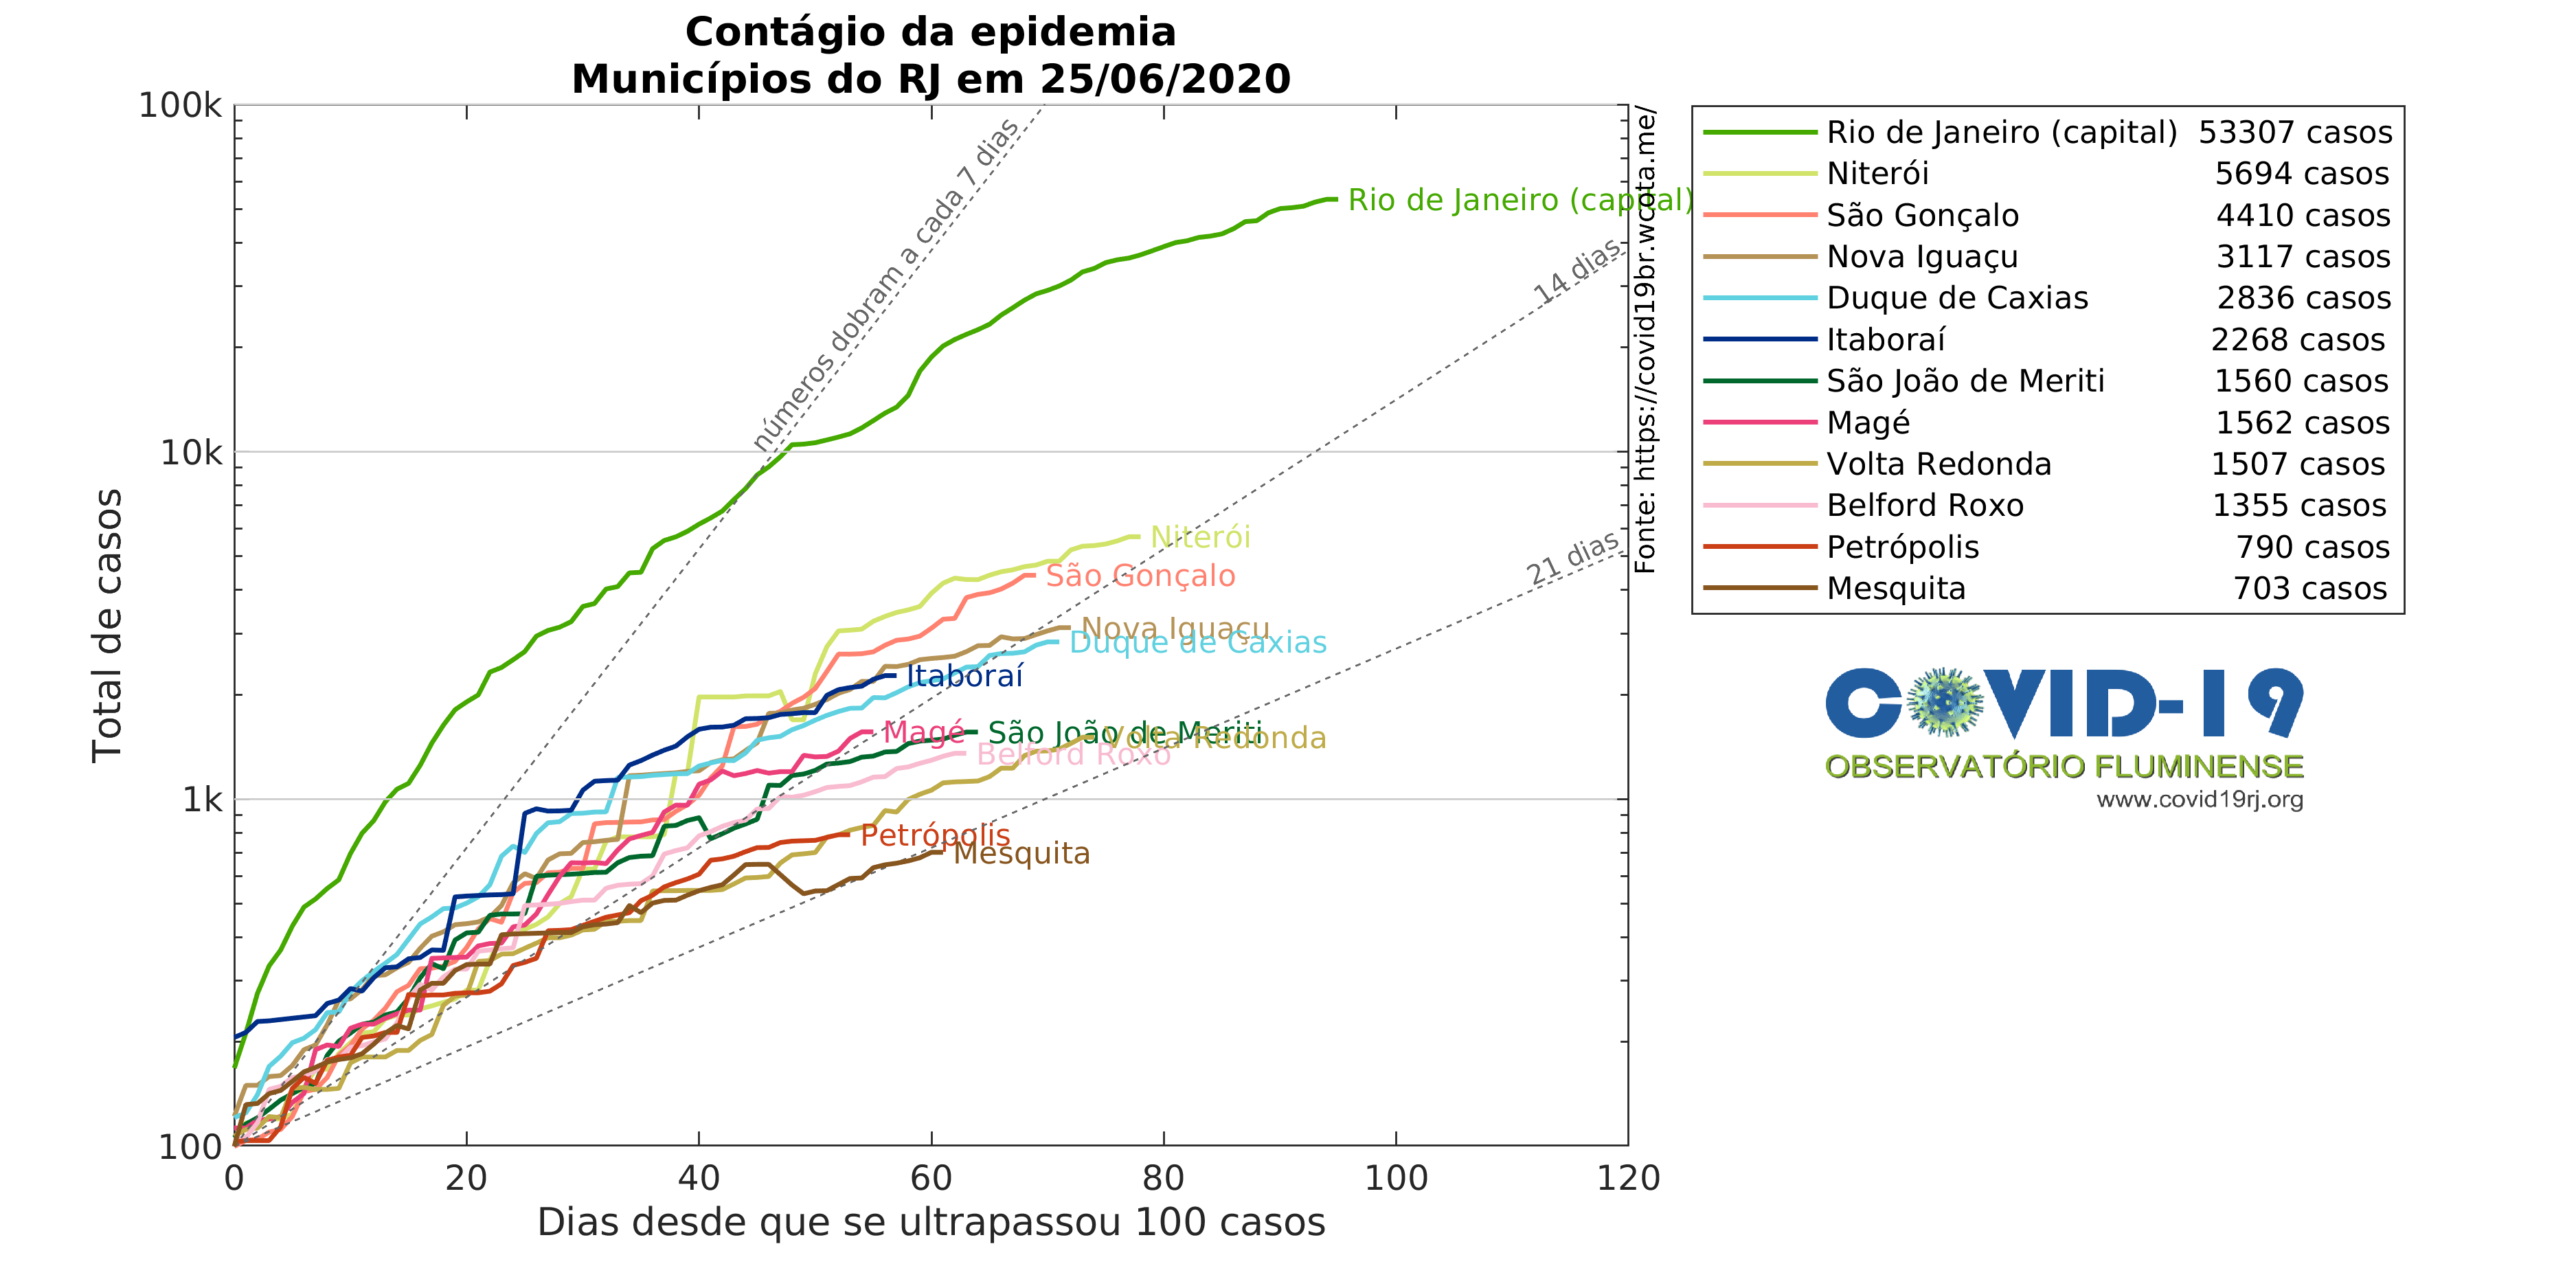 Contágio da epidemia
Municípios do RJ em 25/06/2020
Total de casos
100k
10k
1k
100
0 20 40 60 80 100 120
Dias desde que se ultrapassou 100 casos
números dobram a cada 7 dias
14 dias
21 dias
Rio de Janeiro (capital)
Niterói
São Gonçalo
Nova Iguaçu
Duque de Caxias
Itaboraí
Magé
São João de Meriti
Volta Redonda
Belford Roxo
Petrópolis
Mesquita
Fonte: https://covid19br.wcota.me/
Rio de Janeiro (capital) 53307 casos
Niterói 5694 casos
São Gonçalo 4410 casos
Nova Iguaçu 3117 casos
Duque de Caxias 2836 casos
Itaboraí 2268 casos
São João de Meriti 1560 casos
Magé 1562 casos
Volta Redonda 1507 casos
Belford Roxo 1355 casos
Petrópolis 790 casos
Mesquita 703 casos
COVID-19
OBSERVATÓRIO FLUMINENSE
www.covid19rj.org